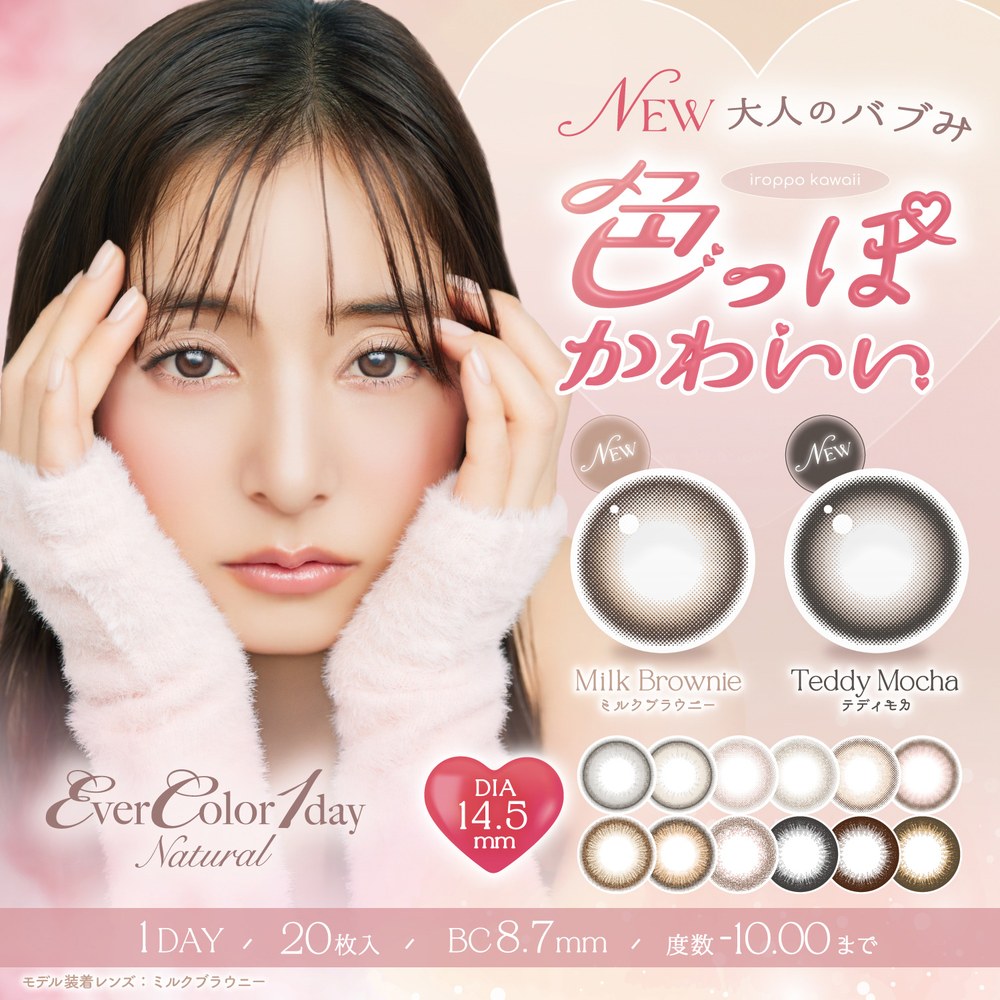 NEW 大人のバブみ
iroppo kawaii
色っぽ
かわいい
NEW
NEW
Milk Brownie
ミルクブラウニー
Teddy Mocha
テディモカ
EverColor1day
Natural
DIA
14.5
mm
1DAY / 20枚入 / BC8.7mm / 度数-10.00まで
モデル装着レンズ：ミルクブラウニー